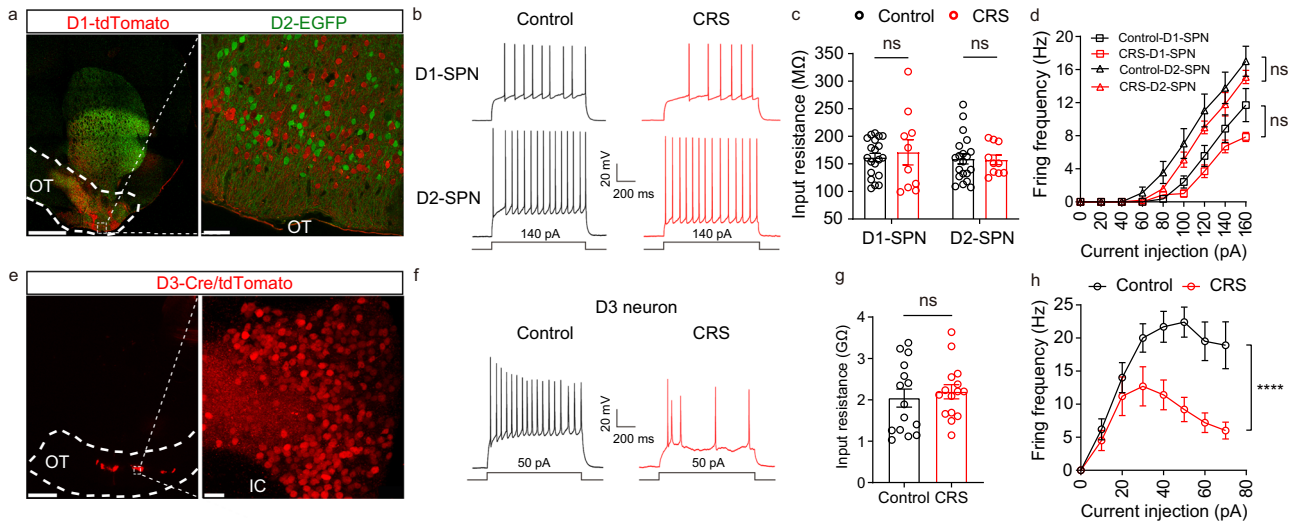 a
D1-tdTomato
D2-EGFP
OT
OT
b
Control
CRS
D1-SPN
D2-SPN
20 mV
200 ms
140 pA
140 pA
c
Control
CRS
ns
ns
Input resistance (MΩ)
350
300
250
200
150
100
50
D1-SPN
D2-SPN
d
Control-D1-SPN
CRS-D1-SPN
Control-D2-SPN
CRS-D2-SPN
Fring frequency (Hz)
20
16
12
8
4
0
ns
ns
0
20
40
60
80
100
120
140
160
Current injection (pA)
e
D3-Cre/tdTomato
OT
IC
f
D3 neuron
Control
CRS
20 mV
200 ms
50 pA
50 pA
g
ns
Input resistance (GΩ)
4
3
2
1
0
Control CRS
h
Control
CRS
Fring frequency (Hz)
25
20
15
10
5
0
****
0
20
40
60
80
Current injection (pA)